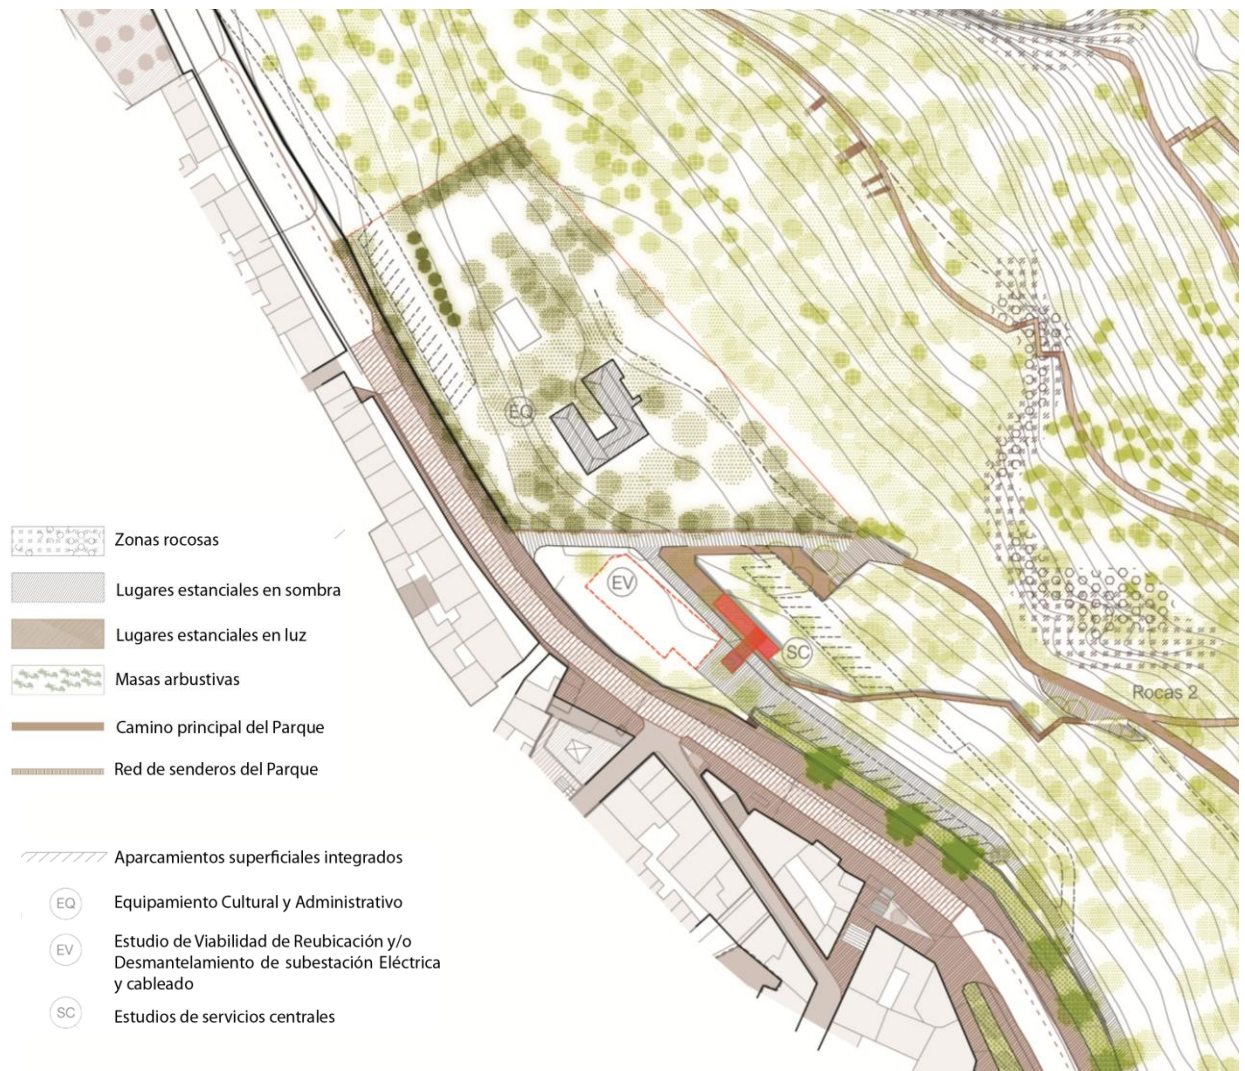 EQ
EV
SC
Rocas 2
Zonas rocosas
Lugares estanciales en sombra
Lugares estanciales en luz
Masas arbustivas
Camino principal del Parque
Red de senderos del Parque
Aparcamientos superficiales integrados
EQ Equipamiento Cultural y Administrativo
EV Estudio de Viabilidad de Reubicación y/o
Desmantelamiento de subestación Eléctrica
y cableado
SC Estudios de servicios centrales